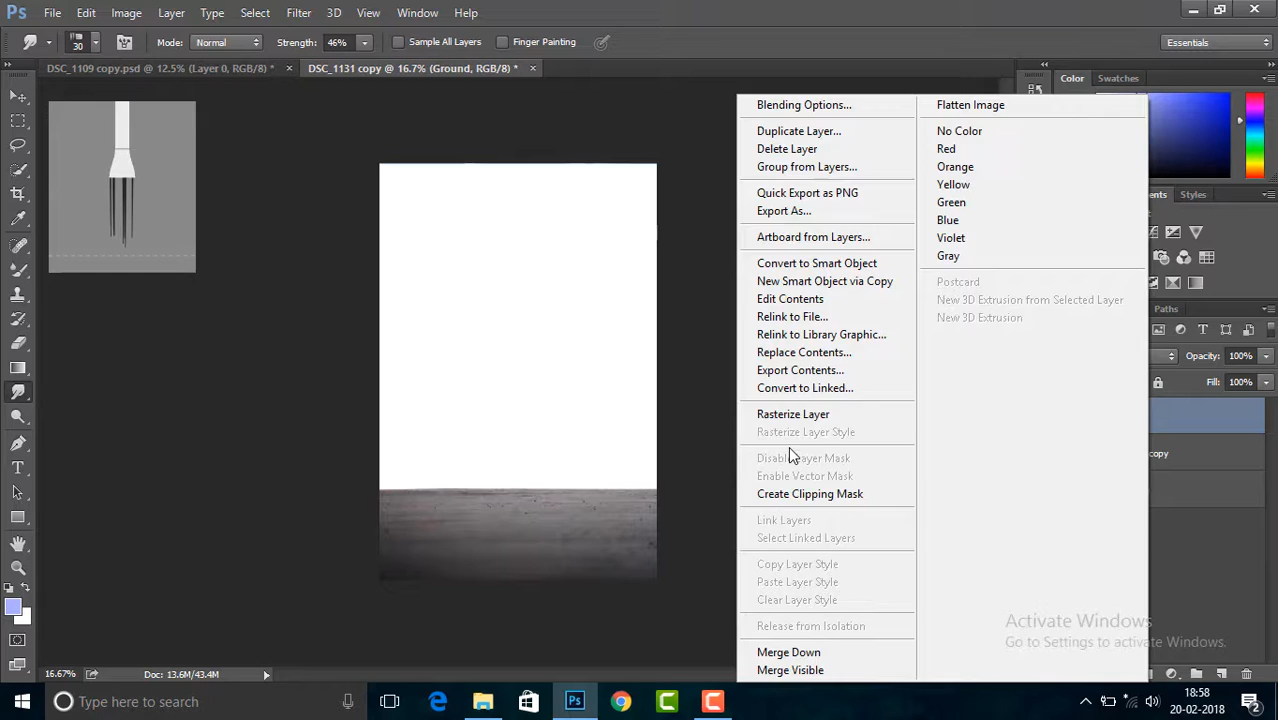 Ps File Edit Image Layer Type Select Filter 3D View Window Help
30 Mode: Normal Strength: 46% Sample All Layers Finger Painting Essentials
DSC_1109 copy.psd @ 12.5% (Layer 0, RGB/8) * × DSC_1131 copy @ 16.7% (Ground, RGB/8) * ×
Color Swatches
Styles
Paths
Opacity: 100%
Fill: 100%
copy
Blending Options...
Duplicate Layer...
Delete Layer
Group from Layers...
Quick Export as PNG
Export As...
Artboard from Layers...
Convert to Smart Object
New Smart Object via Copy
Edit Contents
Relink to File...
Relink to Library Graphic...
Replace Contents...
Export Contents...
Convert to Linked...
Rasterize Layer
Rasterize Layer Style
Disable Layer Mask
Enable Vector Mask
Create Clipping Mask
Link Layers
Select Linked Layers
Copy Layer Style
Paste Layer Style
Clear Layer Style
Release from Isolation
Merge Down
Merge Visible
Flatten Image
No Color
Red
Orange
Yellow
Green
Blue
Violet
Gray
Postcard
New 3D Extrusion from Selected Layer
New 3D Extrusion
Activate Windows
Go to Settings to activate Windows.
16.67% Doc: 13.6M/43.4M
Type here to search
18:58
20-02-2018
2